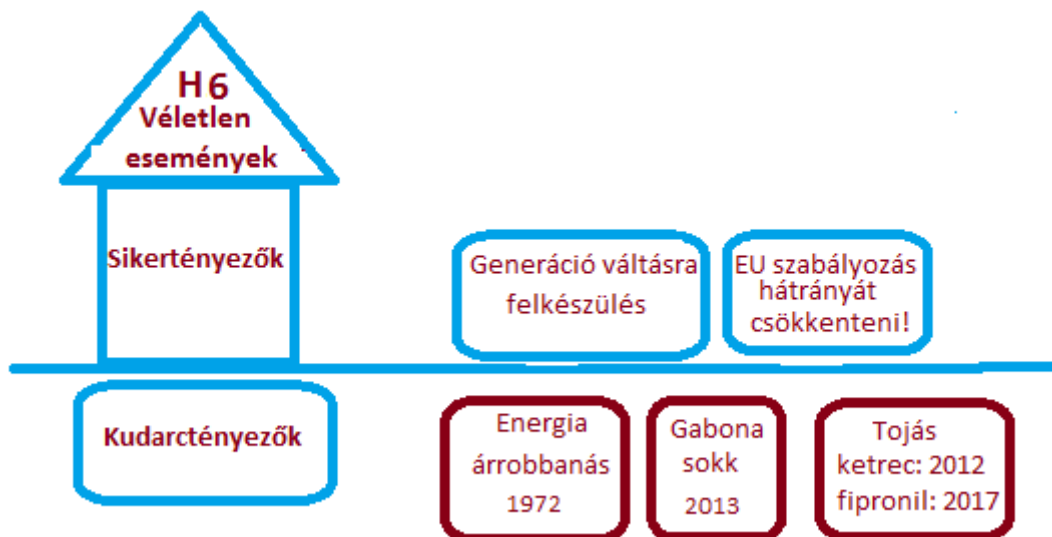 H6
Véletlen
események
Sikertényezők
Generáció váltásra
felkészülés
EU szabályozás
hátrányát
csökkenteni!
Kudarctényezők
Energia
árrobbanás
1972
Gabona
sokk
2013
Tojás
ketrec: 2012
fipronil: 2017